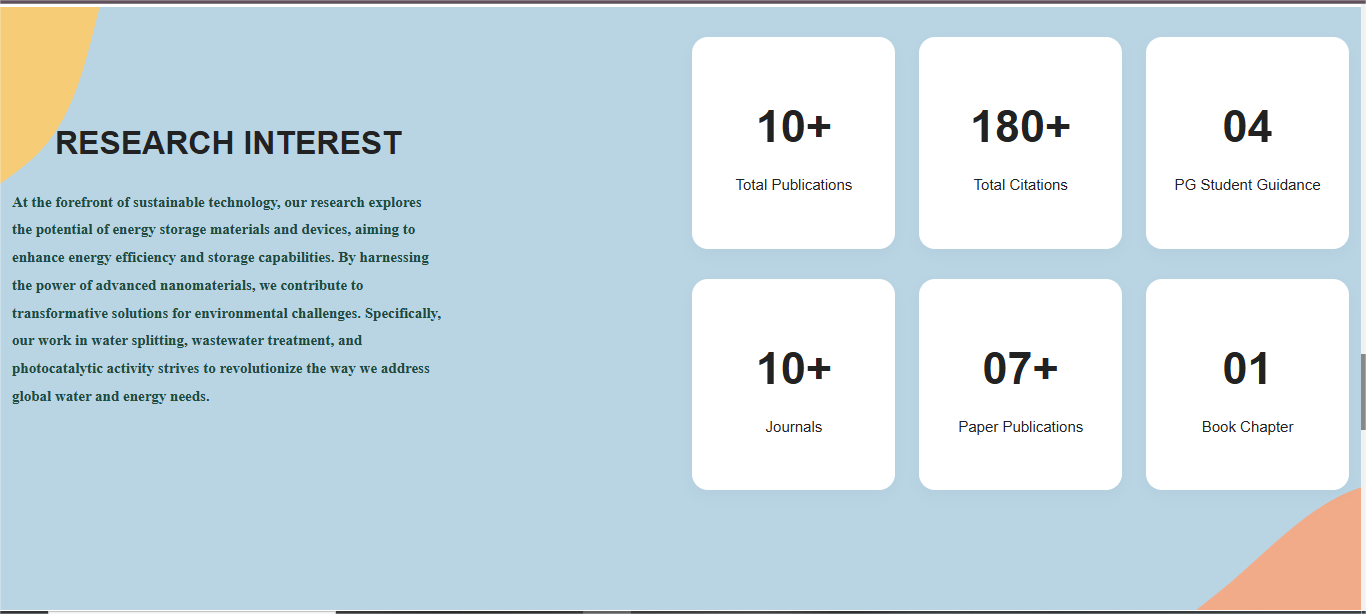 RESEARCH INTEREST
At the forefront of sustainable technology, our research explores
the potential of energy storage materials and devices, aiming to
enhance energy efficiency and storage capabilities. By harnessing
the power of advanced nanomaterials, we contribute to
transformative solutions for environmental challenges. Specifically,
our work in water splitting, wastewater treatment, and
photocatalytic activity strives to revolutionize the way we address
global water and energy needs.
10+
Total Publications
180+
Total Citations
04
PG Student Guidance
10+
Journals
07+
Paper Publications
01
Book Chapter